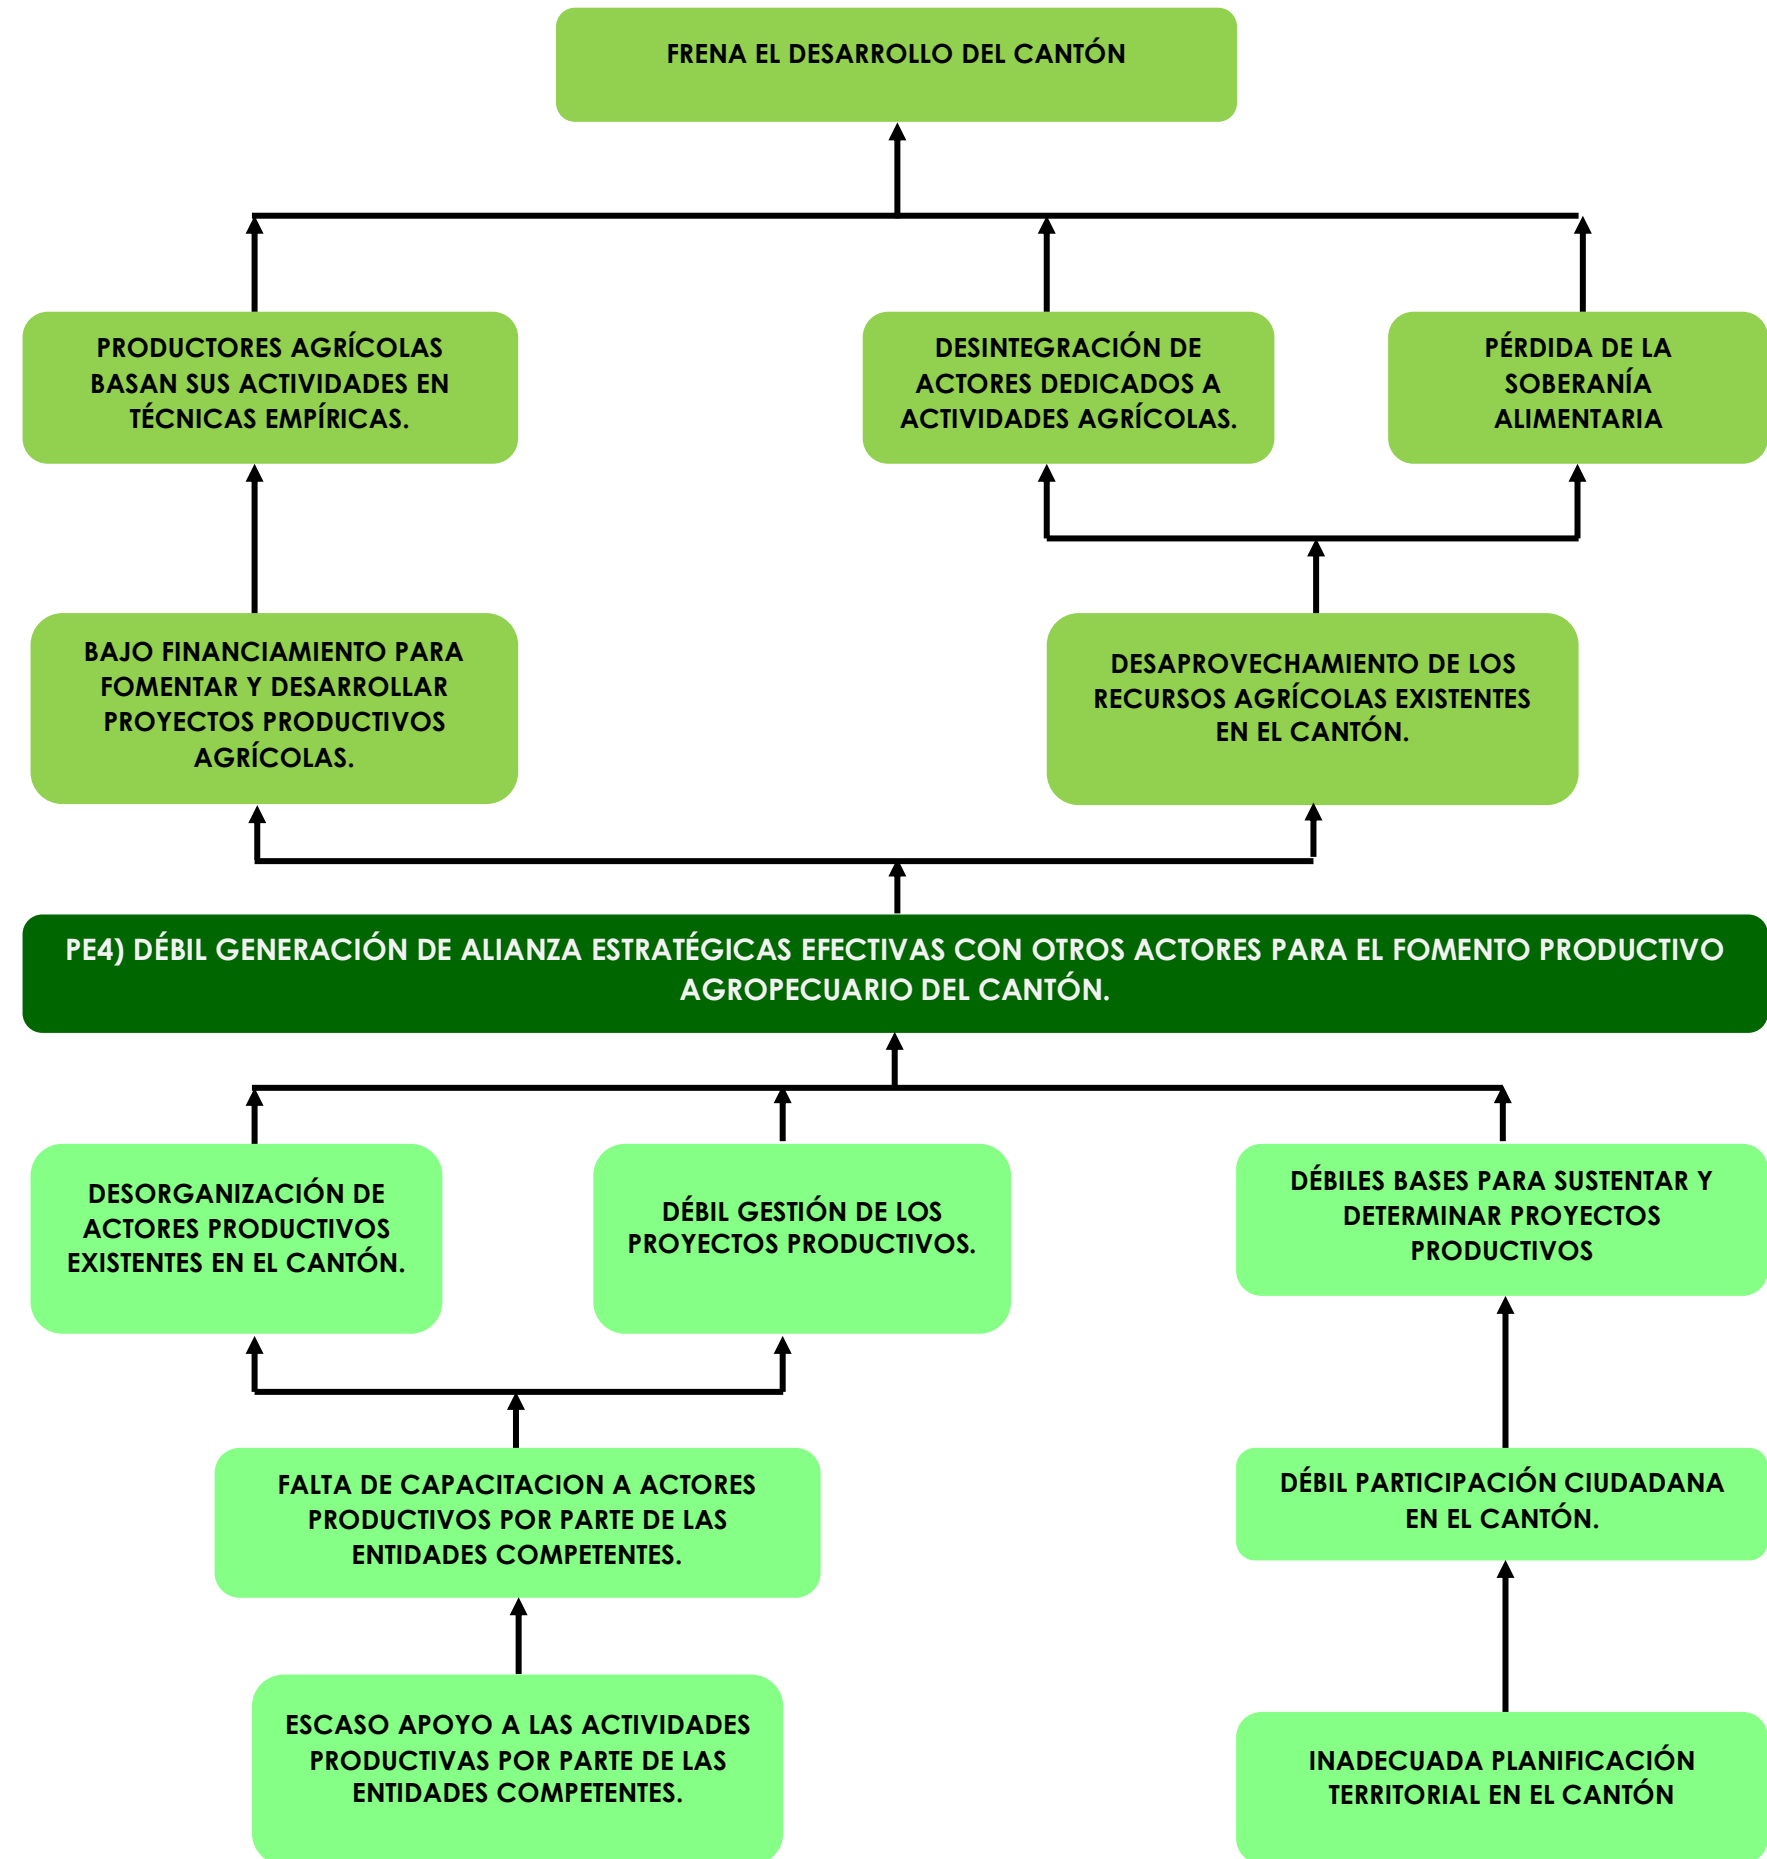 FRENA EL DESARROLLO DEL CANTÓN
PRODUCTORES AGRÍCOLAS
BASAN SUS ACTIVIDADES EN
TÉCNICAS EMPÍRICAS.
DESINTEGRACIÓN DE
ACTORES DEDICADOS A
ACTIVIDADES AGRÍCOLAS.
PÉRDIDA DE LA
SOBERANÍA
ALIMENTARIA
BAJO FINANCIAMIENTO PARA
FOMENTAR Y DESARROLLAR
PROYECTOS PRODUCTIVOS
AGRÍCOLAS.
DESAPROVECHAMIENTO DE LOS
RECURSOS AGRÍCOLAS EXISTENTES
EN EL CANTÓN.
PE4) DÉBIL GENERACIÓN DE ALIANZA ESTRATÉGICAS EFECTIVAS CON OTROS ACTORES PARA EL FOMENTO PRODUCTIVO
AGROPECUARIO DEL CANTÓN.
DESORGANIZACIÓN DE
ACTORES PRODUCTIVOS
EXISTENTES EN EL CANTÓN.
DÉBIL GESTIÓN DE LOS
PROYECTOS PRODUCTIVOS.
DÉBILES BASES PARA SUSTENTAR Y
DETERMINAR PROYECTOS
PRODUCTIVOS
FALTA DE CAPACITACION A ACTORES
PRODUCTIVOS POR PARTE DE LAS
ENTIDADES COMPETENTES.
DÉBIL PARTICIPACIÓN CIUDADANA
EN EL CANTÓN.
ESCASO APOYO A LAS ACTIVIDADES
PRODUCTIVAS POR PARTE DE LAS
ENTIDADES COMPETENTES.
INADECUADA PLANIFICACIÓN
TERRITORIAL EN EL CANTÓN